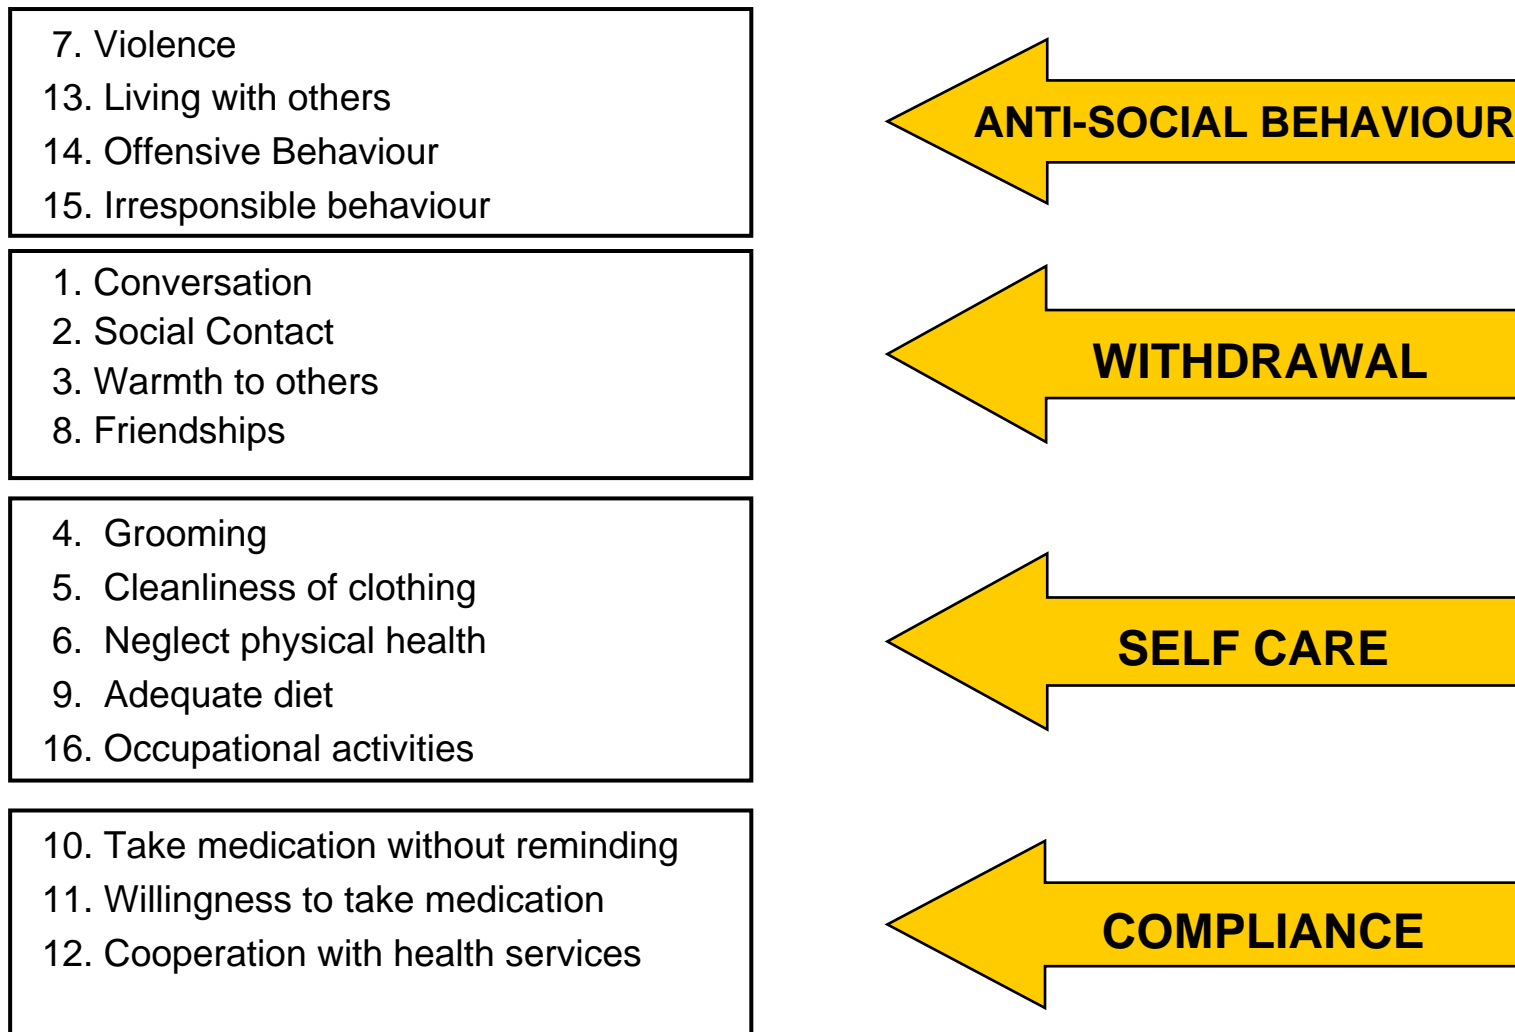 7. Violence
13. Living with others
14. Offensive Behaviour
15. Irresponsible behaviour
ANTI-SOCIAL BEHAVIOUR
1. Conversation
2. Social Contact
3. Warmth to others
8. Friendships
WITHDRAWAL
4. Grooming
5. Cleanliness of clothing
6. Neglect physical health
9. Adequate diet
16. Occupational activities
SELF CARE
10. Take medication without reminding
11. Willingness to take medication
12. Cooperation with health services
COMPLIANCE